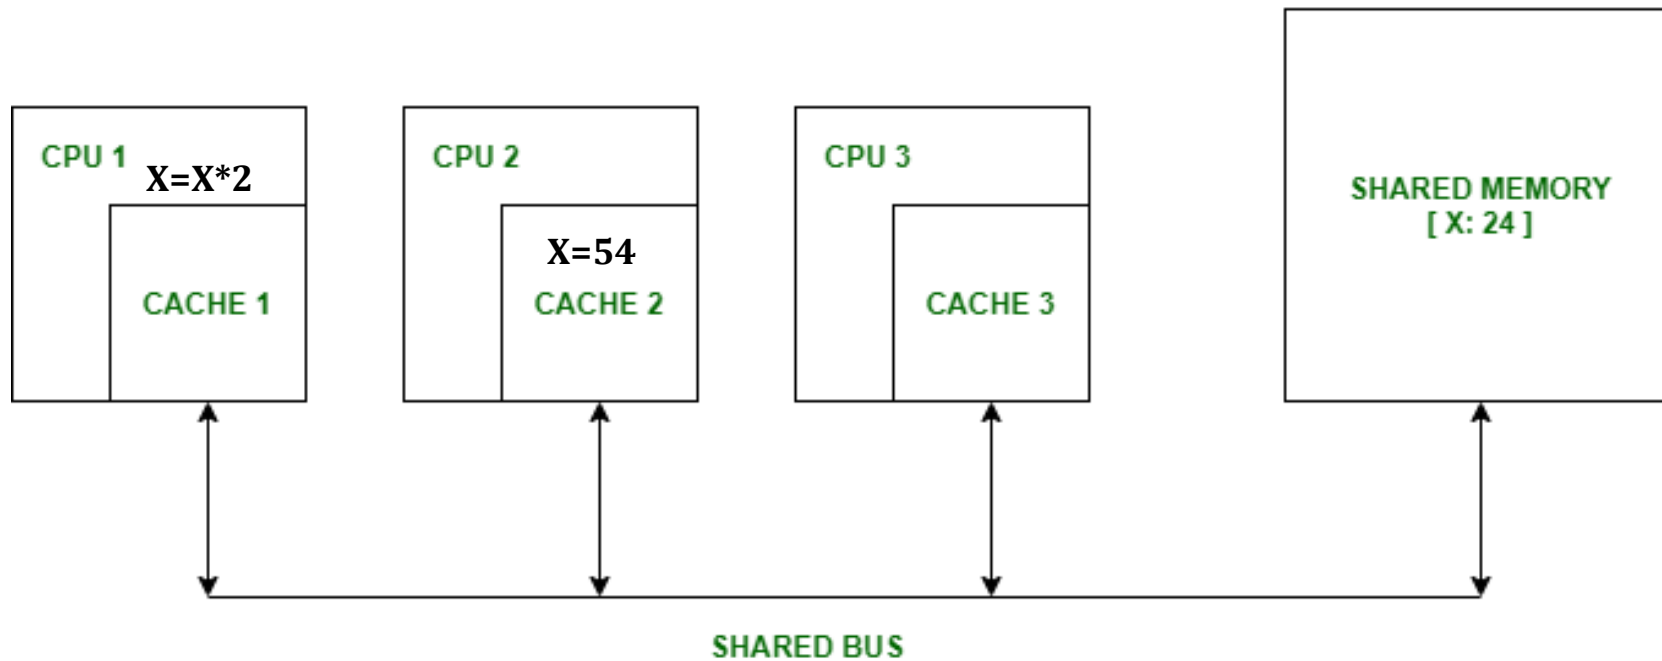 CPU 1
X=X*2
CACHE 1
CPU 2
X=54
CACHE 2
CPU 3
CACHE 3
SHARED MEMORY
[ X: 24 ]
SHARED BUS